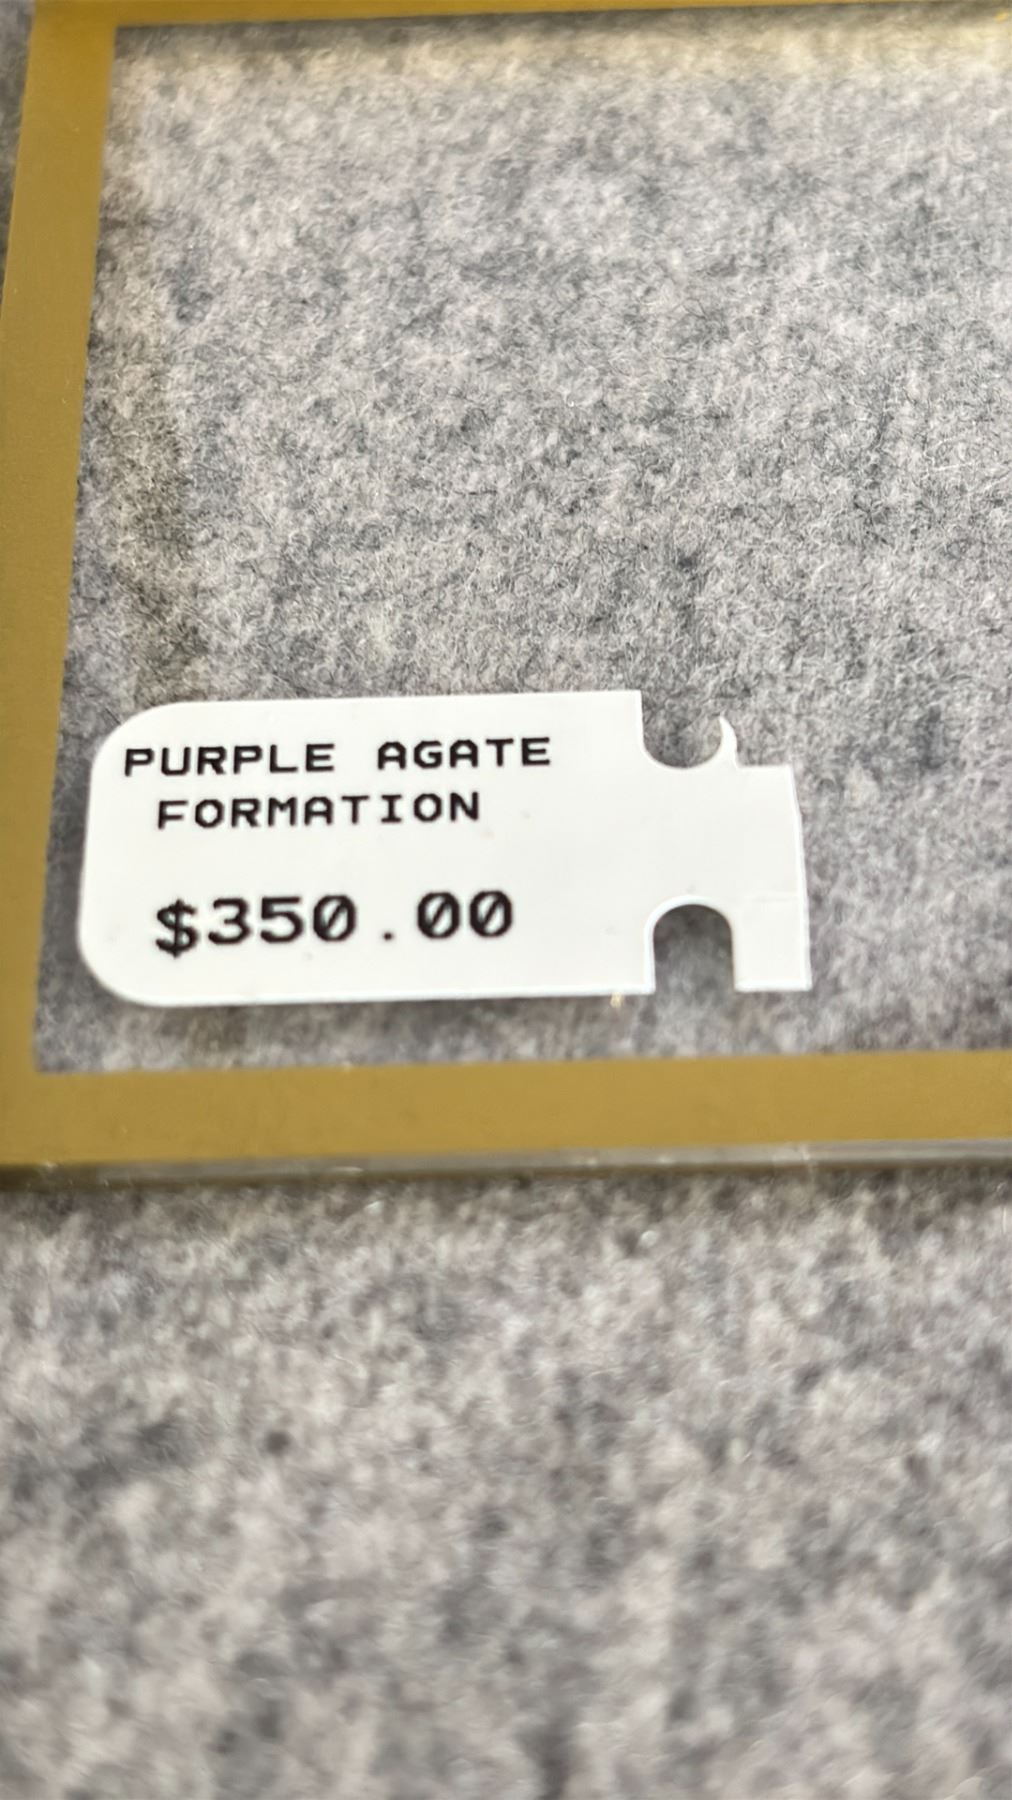 PURPLE AGATE
FORMATION
$350.00